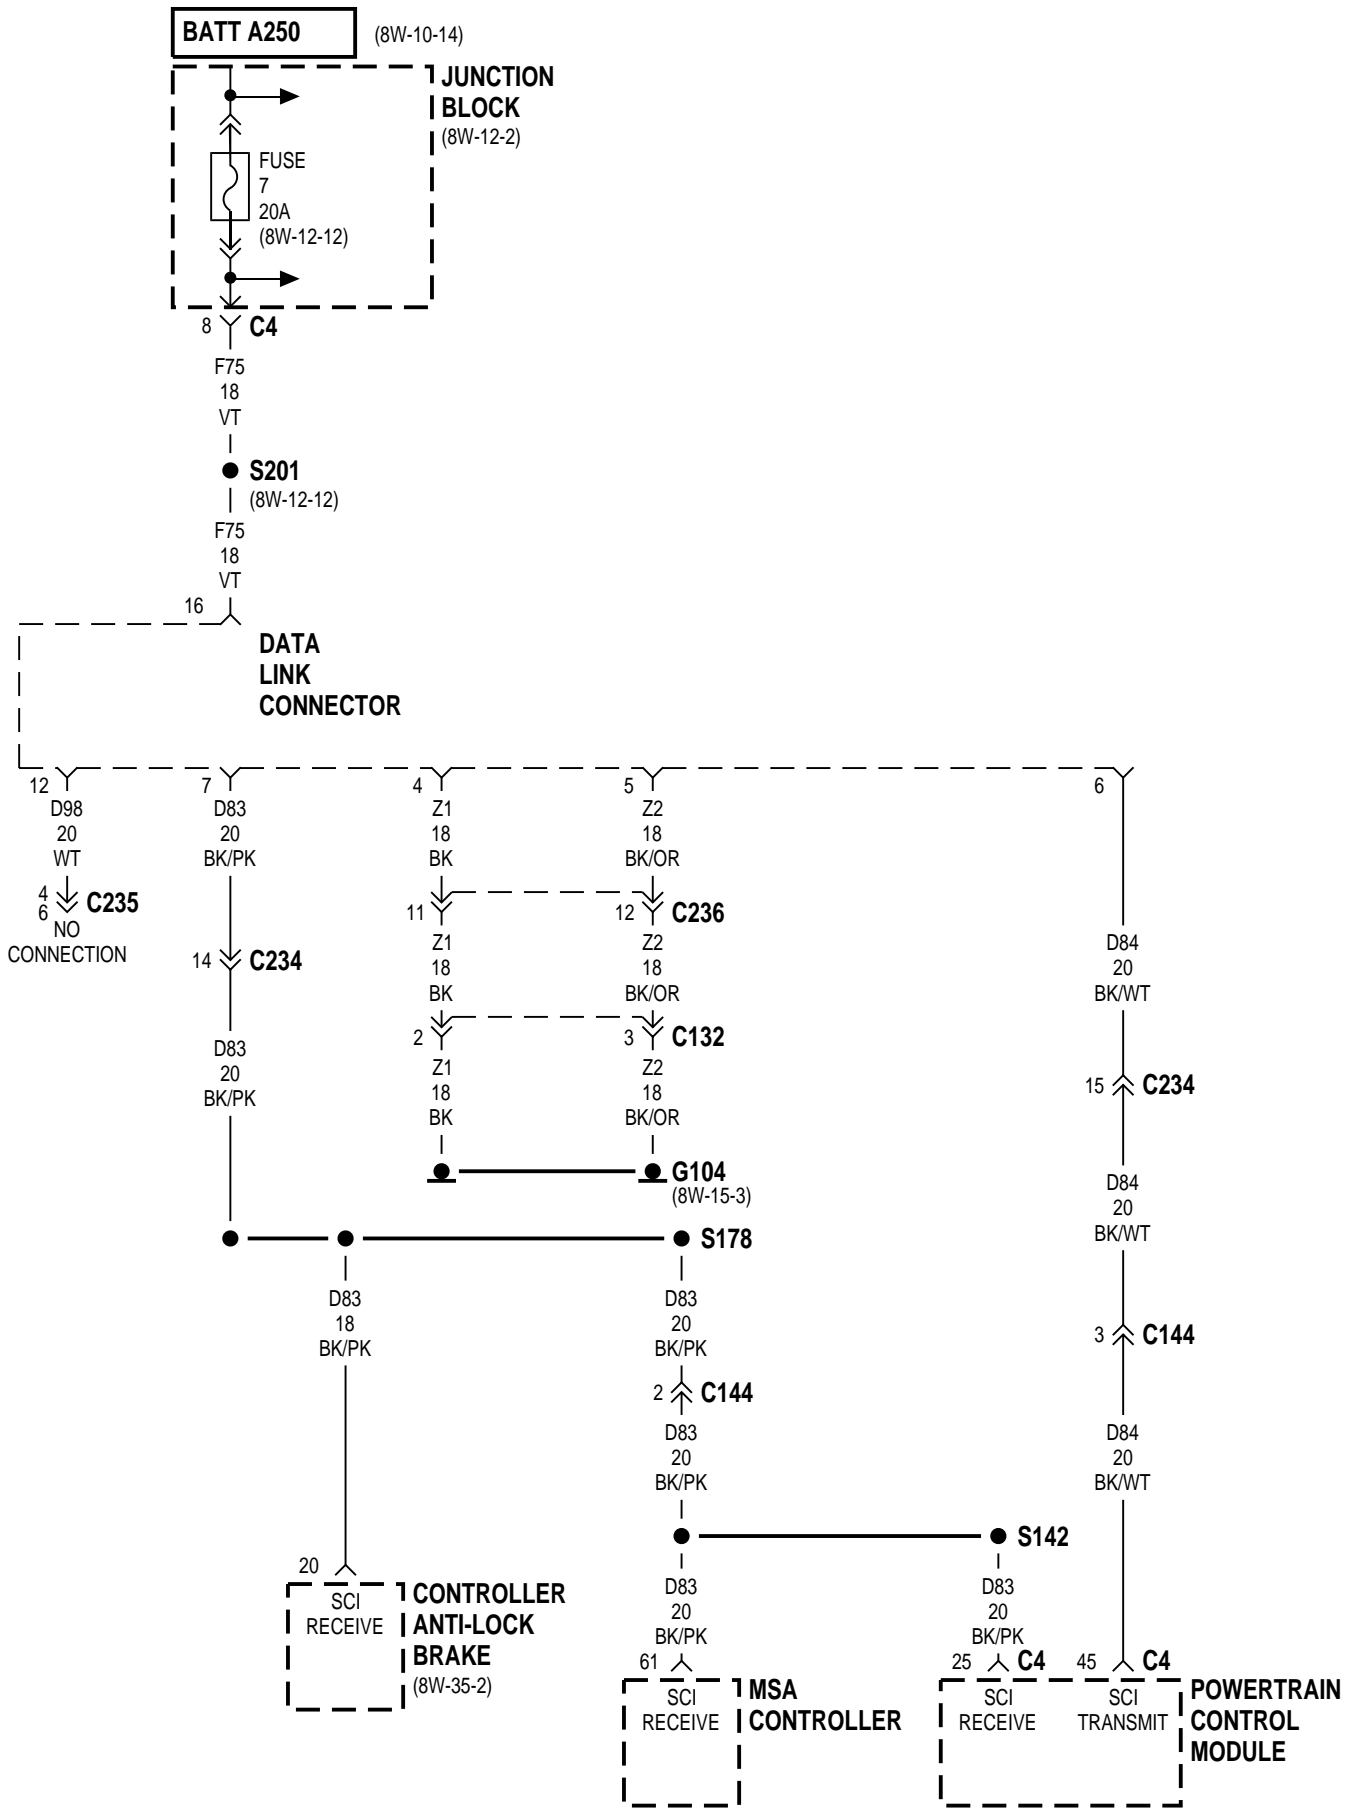 BATT A250 (8W-10-14)
JUNCTION
BLOCK
(8W-12-2)
FUSE
7
20A
(8W-12-12)
8 C4
F75
18
VT
S201
(8W-12-12)
F75
18
VT
16
DATA
LINK
CONNECTOR
12
D98
20
WT
4
6
C235
NO
CONNECTION
7
D83
20
BK/PK
14 C234
D83
20
BK/PK
4
Z1
18
BK
11
Z1
18
BK
2
Z1
18
BK
5
Z2
18
BK/OR
12 C236
Z2
18
BK/OR
3 C132
Z2
18
BK/OR
G104
(8W-15-3)
6
D84
20
BK/WT
15 C234
D84
20
BK/WT
3 C144
D84
20
BK/WT
S178
D83
18
BK/PK
20
SCI
RECEIVE
CONTROLLER
ANTI-LOCK
BRAKE
(8W-35-2)
D83
20
BK/PK
2 C144
D83
20
BK/PK
S142
D83
20
BK/PK
61
SCI
RECEIVE
MSA
CONTROLLER
D83
20
BK/PK
25 C4
SCI
RECEIVE
45 C4
SCI
TRANSMIT
POWERTRAIN
CONTROL
MODULE